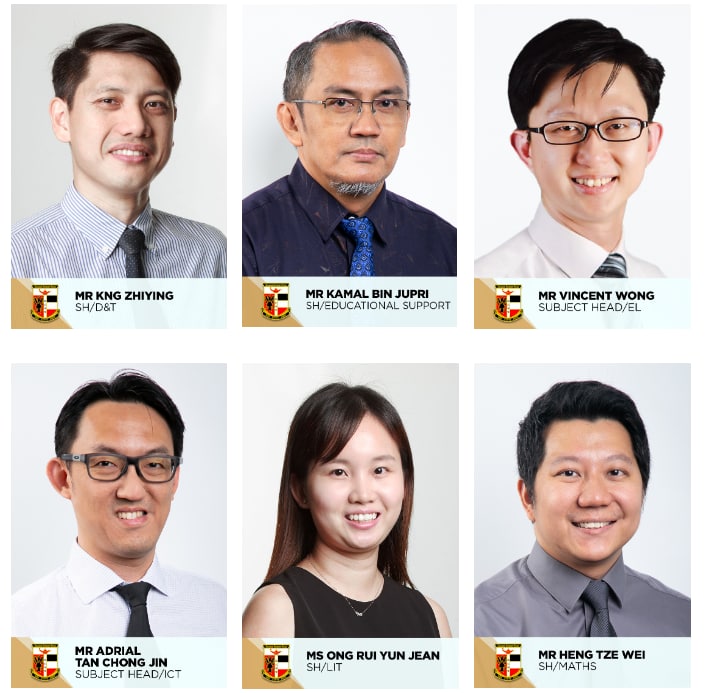 MR KNG ZHIYING
SH/D&T
MR KAMAL BIN JUPRI
SH/EDUCATIONAL SUPPORT
MR VINCENT WONG
SUBJECT HEAD/EL
MR ADRIAL
TAN CHONG JIN
SUBJECT HEAD/ICT
MS ONG RUI YUN JEAN
SH/LIT
MR HENG TZE WEI
SH/MATHS